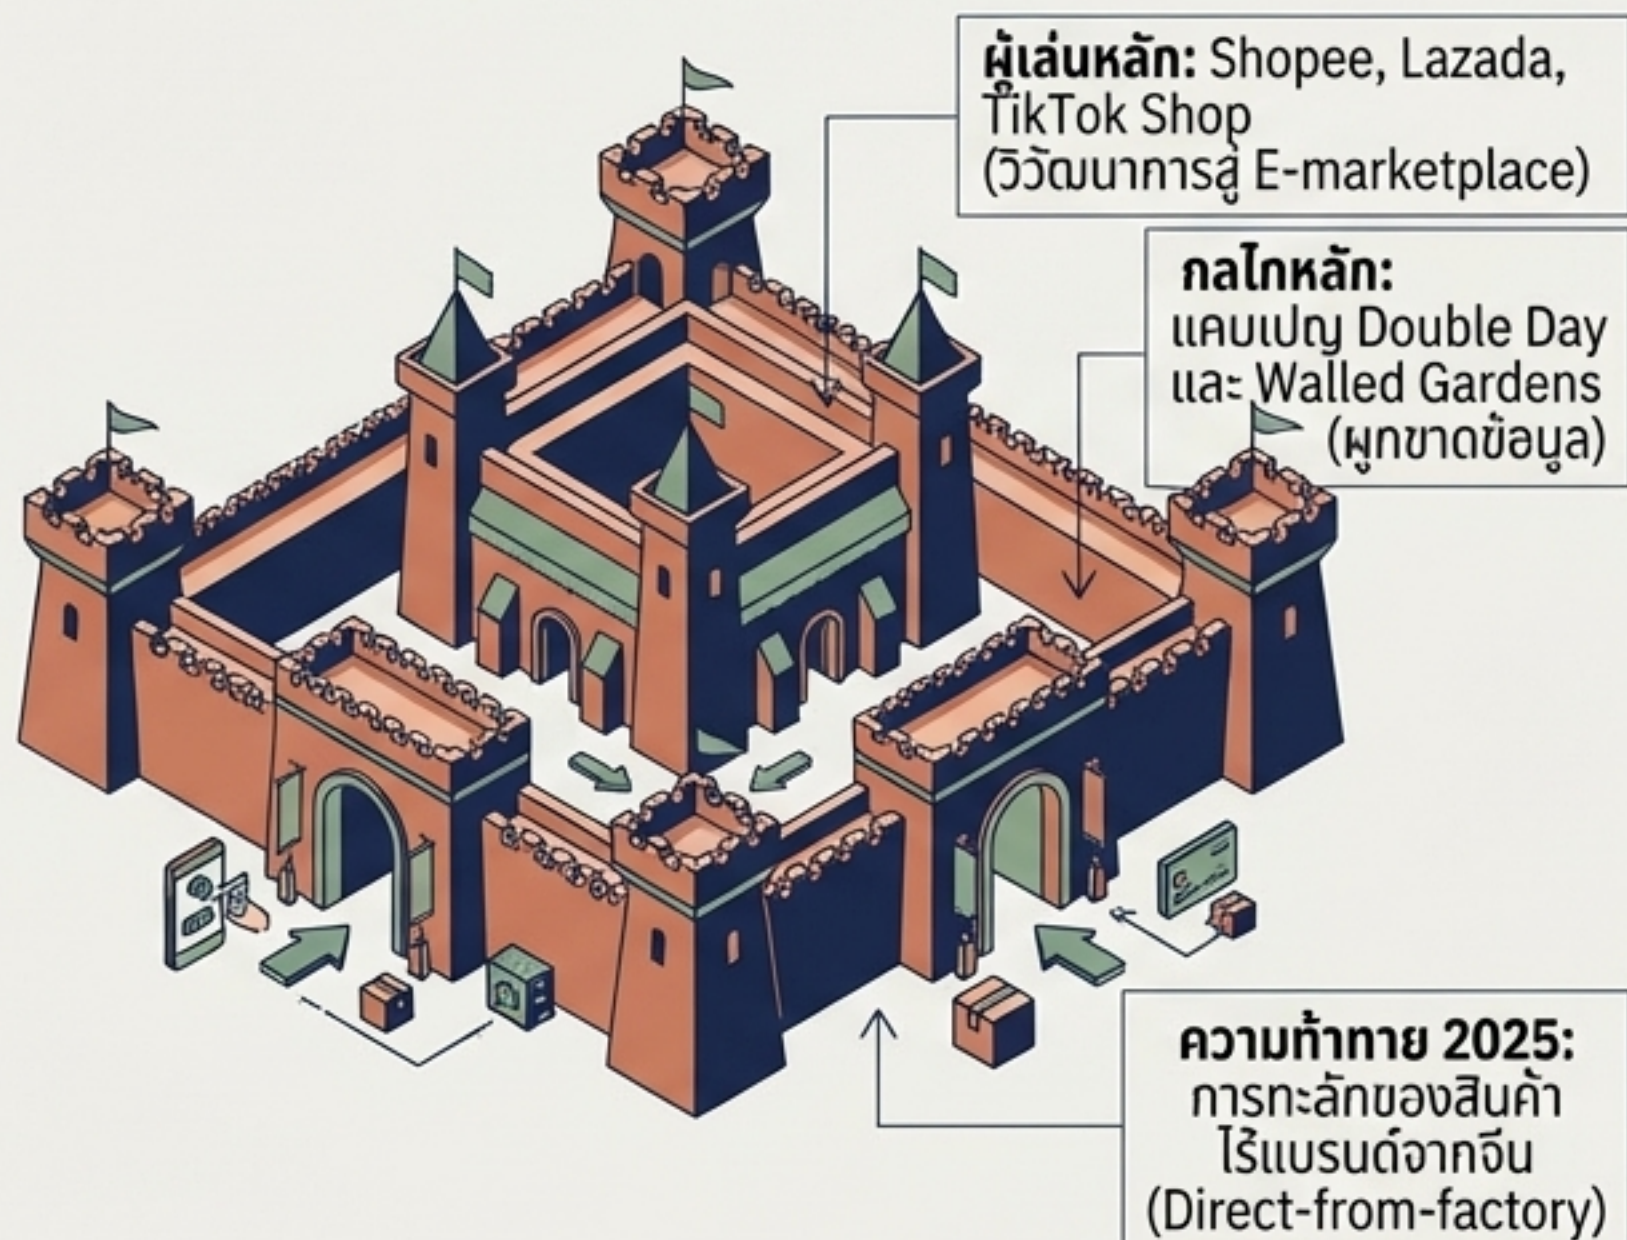 ผู้เล่นหลัก: Shopee, Lazada,
TikTok Shop
(วิวัฒนาการสู่ E-marketplace)
กลไกหลัก:
แคมเปญ Double Day
และ Walled Gardens
(ผูกขาดข้อมูล)
ความท้าทาย 2025:
การทะลักของสินค้า
ไร้แบรนด์จากจีน
(Direct-from-factory)